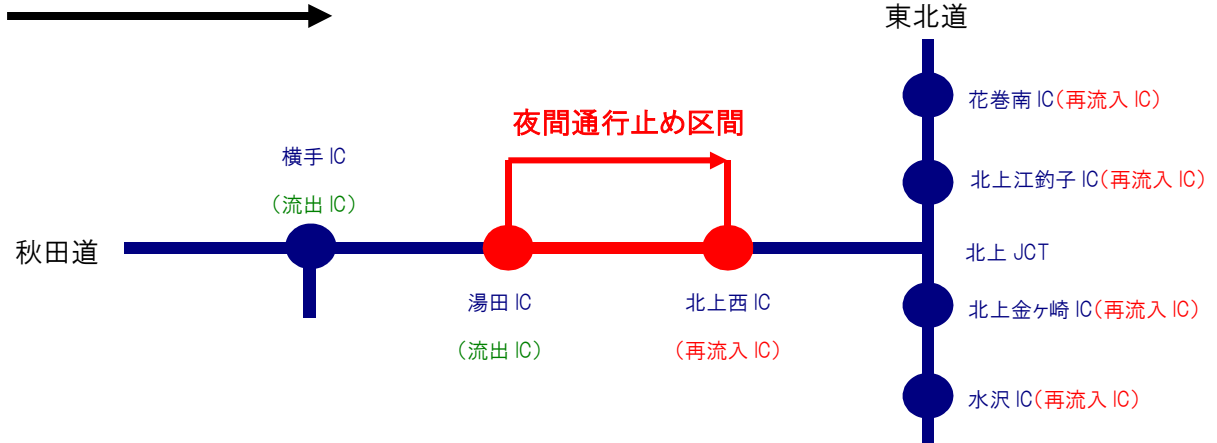 東北道
花巻南 IC(再流入 IC)
夜間通行止め区間
横手 IC
(流出 IC)
北上江釣子 IC(再流入 IC)
秋田道
北上 JCT
湯田 IC
(流出 IC)
北上西 IC
(再流入 IC)
北上金ヶ崎 IC(再流入 IC)
水沢 IC(再流入 IC)